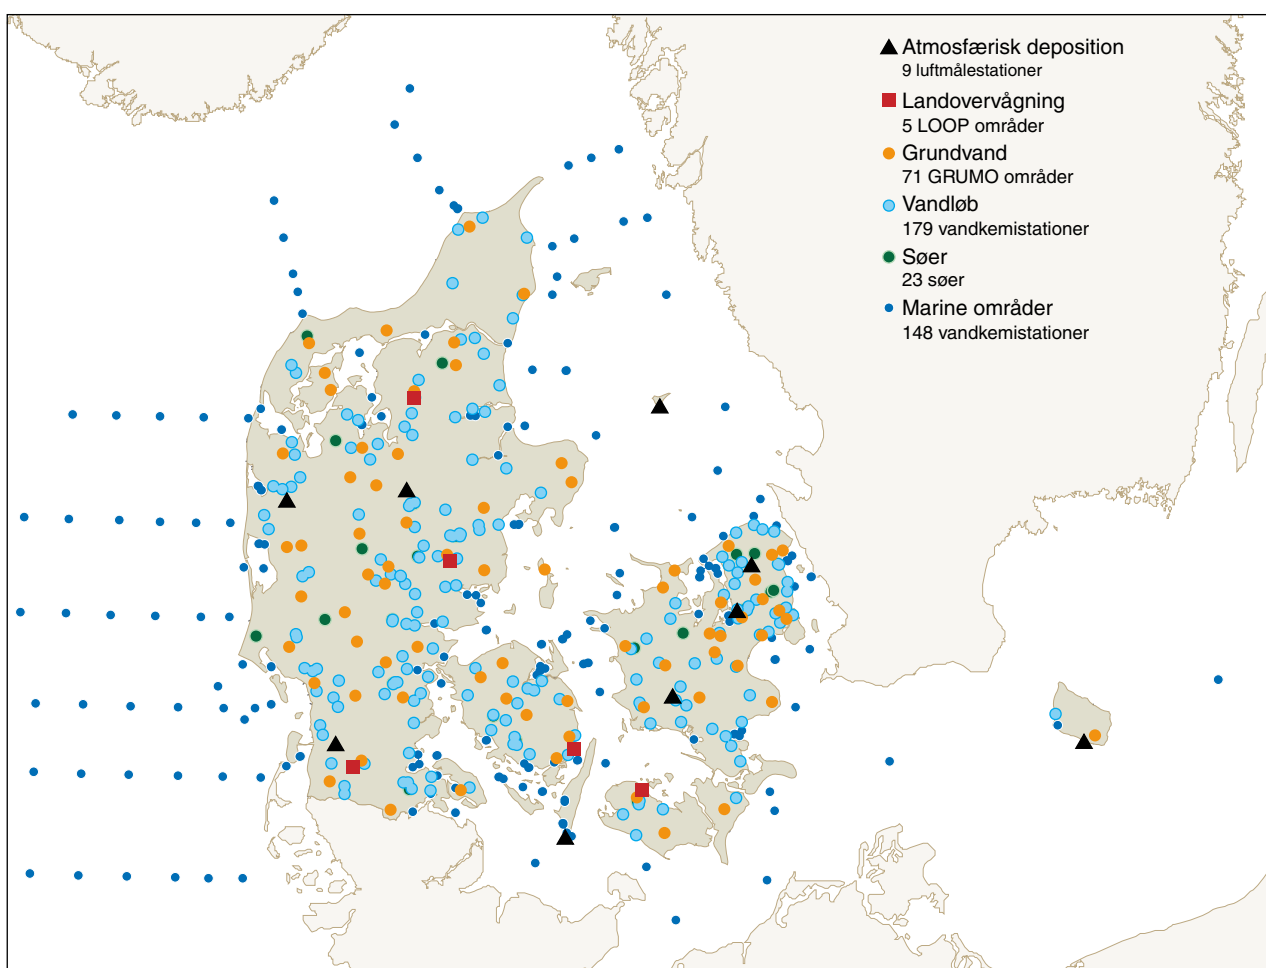 Atmosfærisk deposition
9 luftmålestationer
Landovervågning
5 LOOP områder
Grundvand
71 GRUMO områder
Vandløb
179 vandkemistationer
Søer
23 søer
Marine områder
148 vandkemistationer